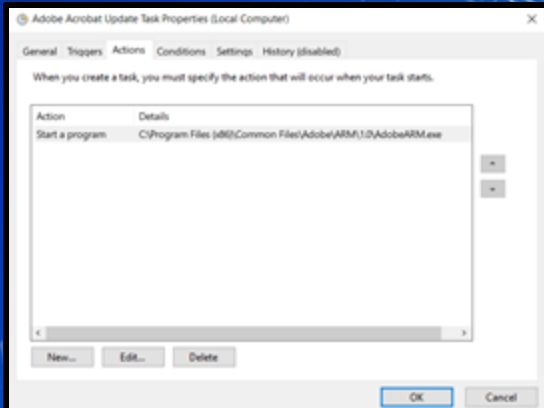 Adobe Acrobat Update Task Properties (Local Computer)
General Triggers Actions Conditions Settings History (disabled)
When you create a task, you must specify the action that will occur when your task starts.
Action Details
Start a program C:\Program Files (x86)\Common Files\Adobe\ARM\1.0\AdobeARM.exe
New... Edit... Delete
OK Cancel